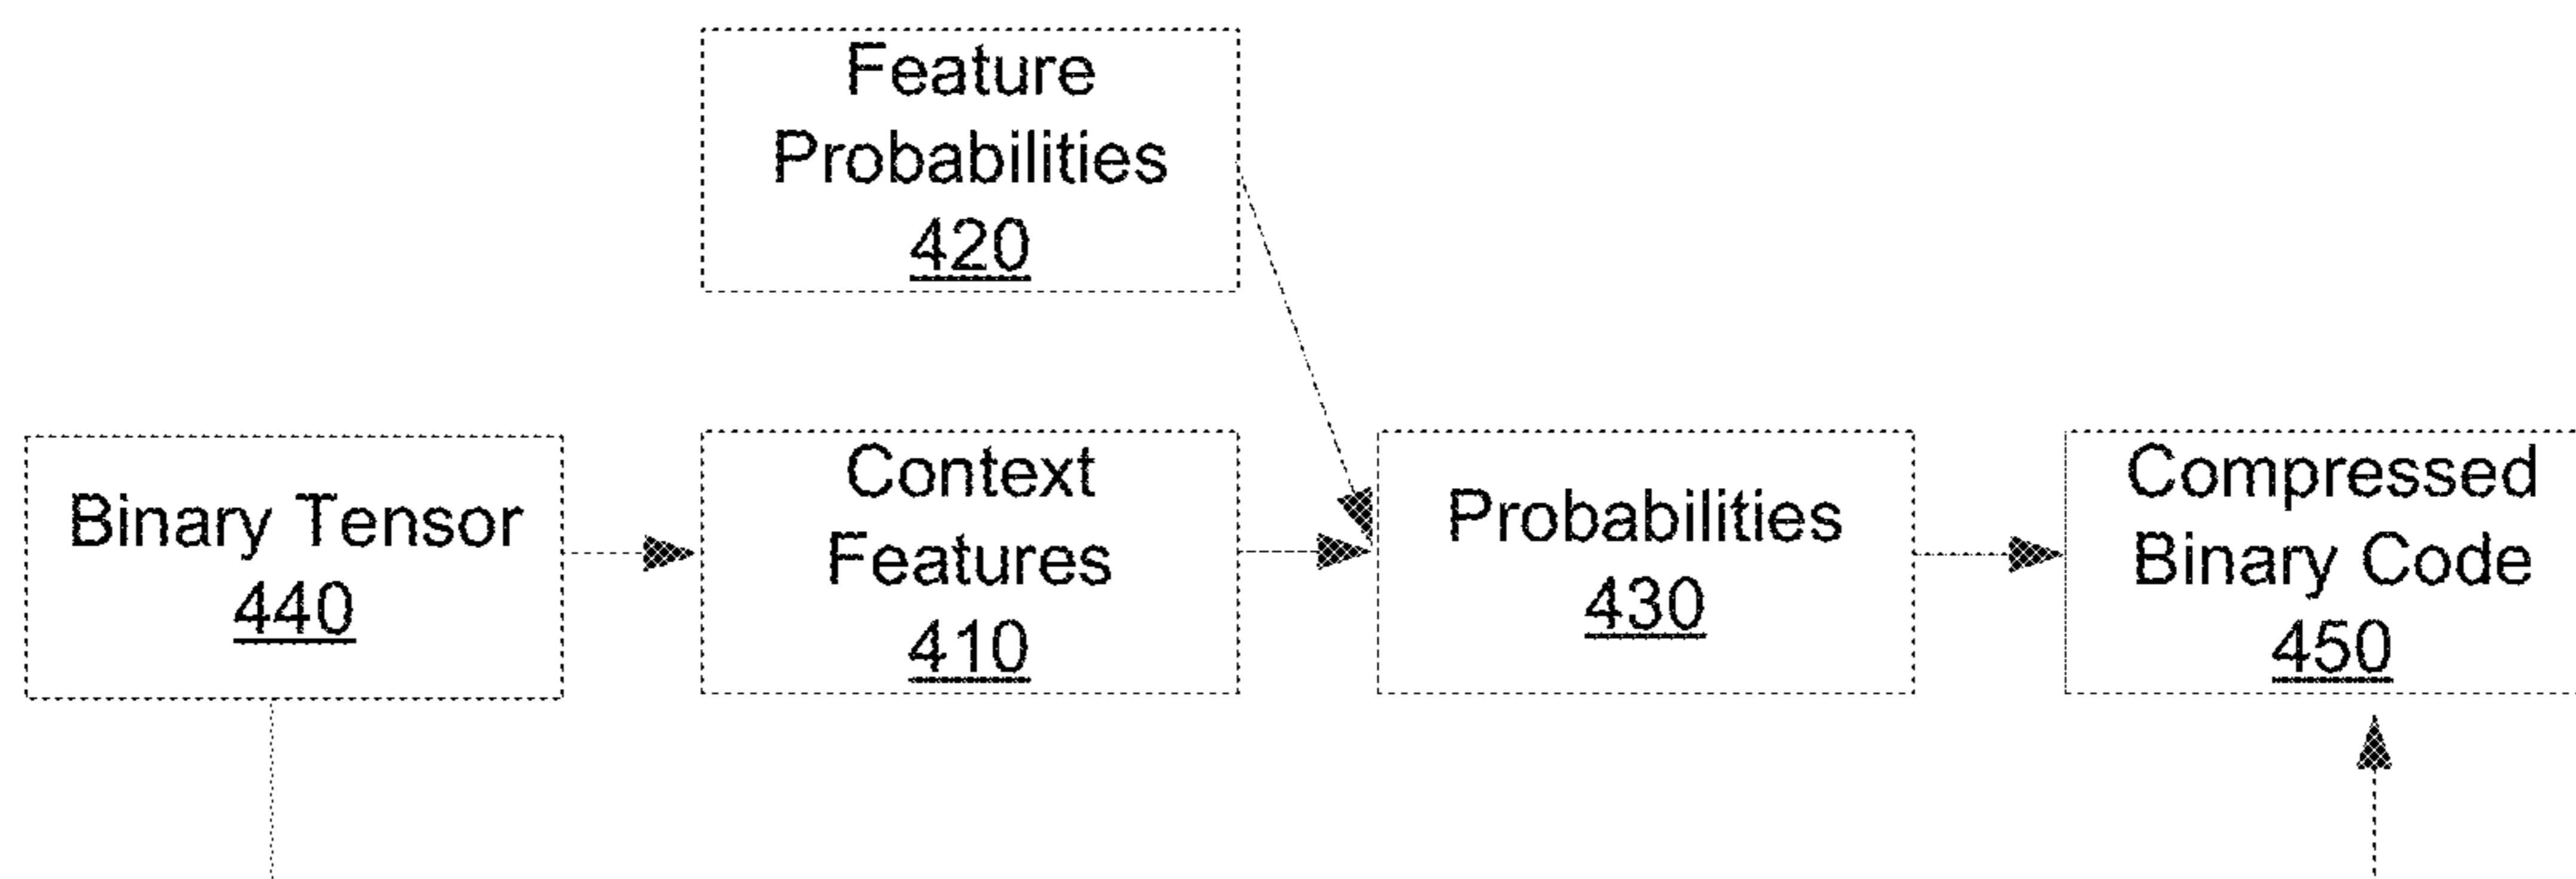 Feature
Probabilities
420
Binary Tensor
440
Context
Features
410
Probabilities
430
Compressed
Binary Code
450